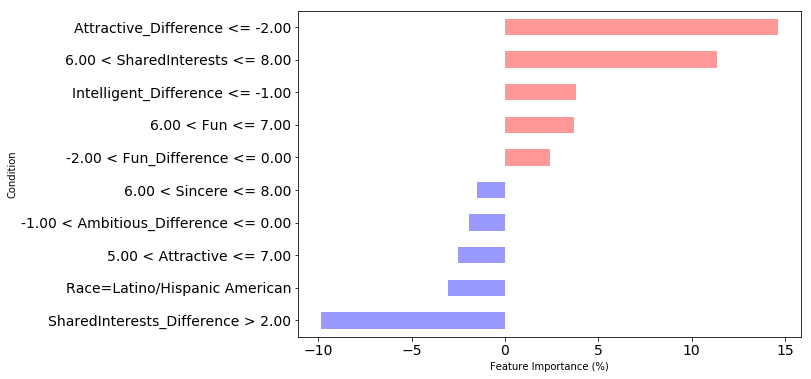 Attractive_Difference <= -2.00
6.00 < SharedInterests <= 8.00
Intelligent_Difference <= -1.00
6.00 < Fun <= 7.00
-2.00 < Fun_Difference <= 0.00
6.00 < Sincere <= 8.00
-1.00 < Ambitious_Difference <= 0.00
5.00 < Attractive <= 7.00
Race=Latino/Hispanic American
SharedInterests_Difference > 2.00
Condition
−10 −5 0 5 10 15
Feature Importance (%)